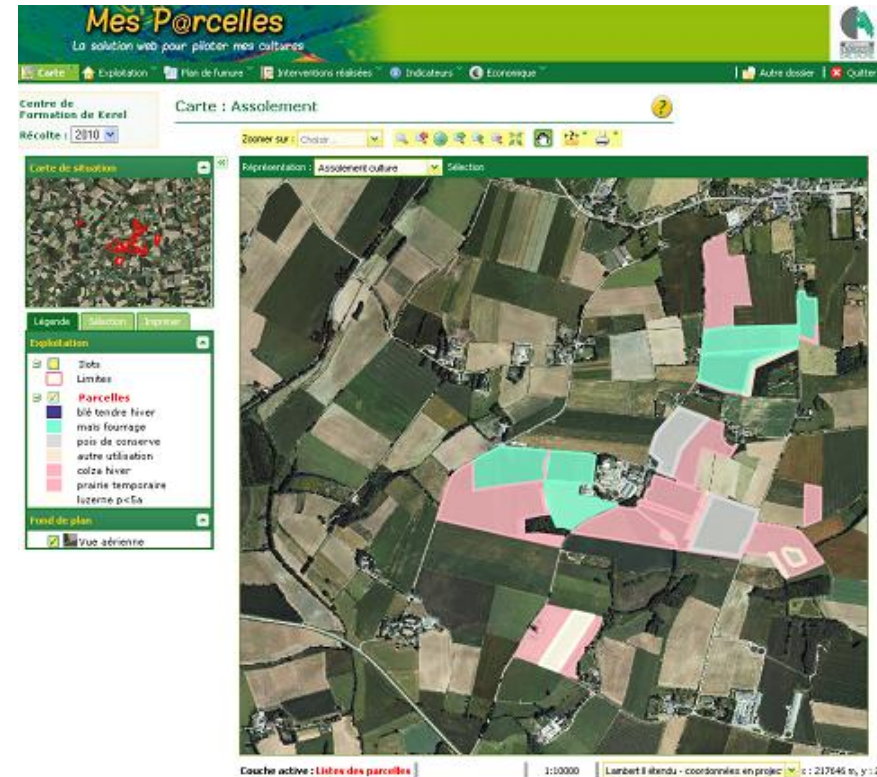 Mes P@rcelles
La solution web pour piloter mes cultures
Carte Exploitation Plan de fumure Interventions réalisées Indicateurs Economique Autre dossier Quitter
Centre de
Formation de Kerel
Carte : Assolement
Récolte : 2010
Zoomer sur : Choisir ...
Carte de situation
Réprésentation : Assolement culture Sélection
Légende Sélection Imprimer
Exploitation
Ilots
Limites
Parcelles
blé tendre hiver
maïs fourrage
pois de conserve
autre utilisation
colza hiver
prairie temporaire
luzerne p<5a
Fond de plan
Vue aérienne
Couche active : Listes des parcelles 1:10000 Lambert II étendu - coordonnées en projec : 217646 m, y :